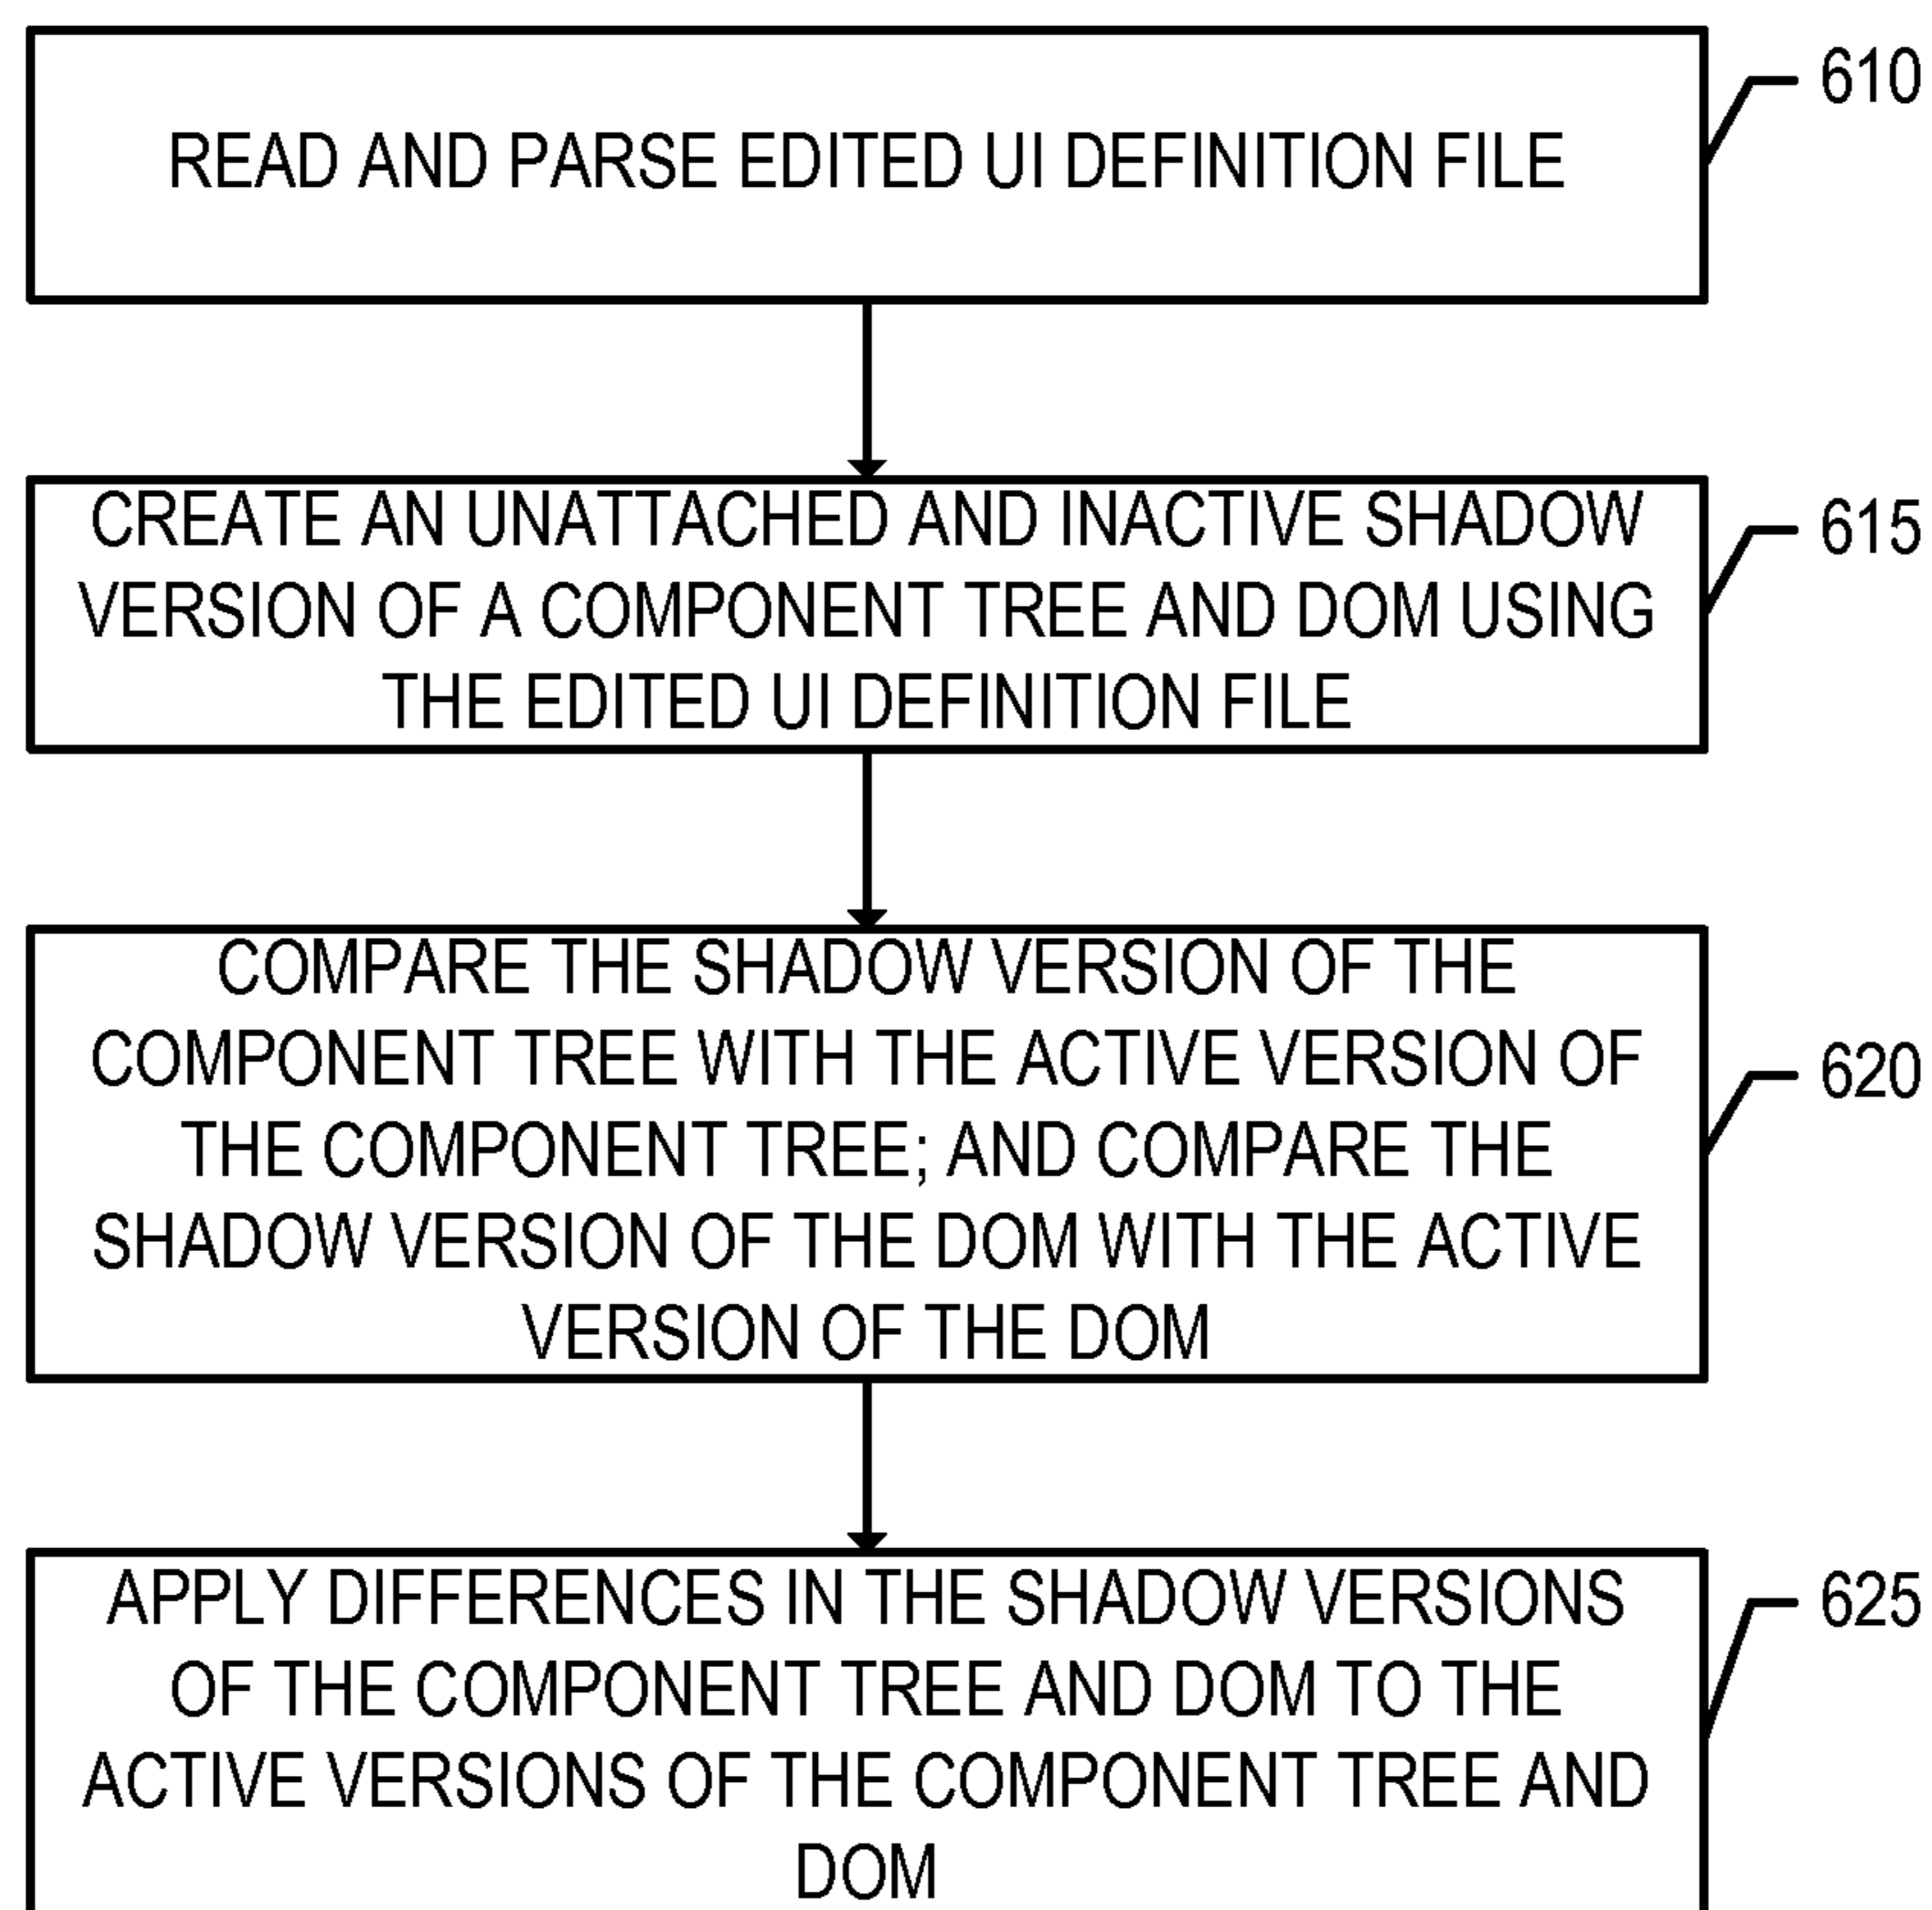 610
READ AND PARSE EDITED UI DEFINITION FILE
CREATE AN UNATTACHED AND INACTIVE SHADOW
615
VERSION OF A COMPONENT TREE AND DOM USING
THE EDITED UI DEFINITION FILE
COMPARE THE SHADOW VERSION OF THE
COMPONENT TREE WITH THE ACTIVE VERSION OF
620
THE COMPONENT TREE; AND COMPARE THE
SHADOW VERSION OF THE DOM WITH THE ACTIVE
VERSION OF THE DOM
APPLY DIFFERENCES IN THE SHADOW VERSIONS
625
OF THE COMPONENT TREE AND DOM TO THE
ACTIVE VERSIONS OF THE COMPONENT TREE AND
DOM